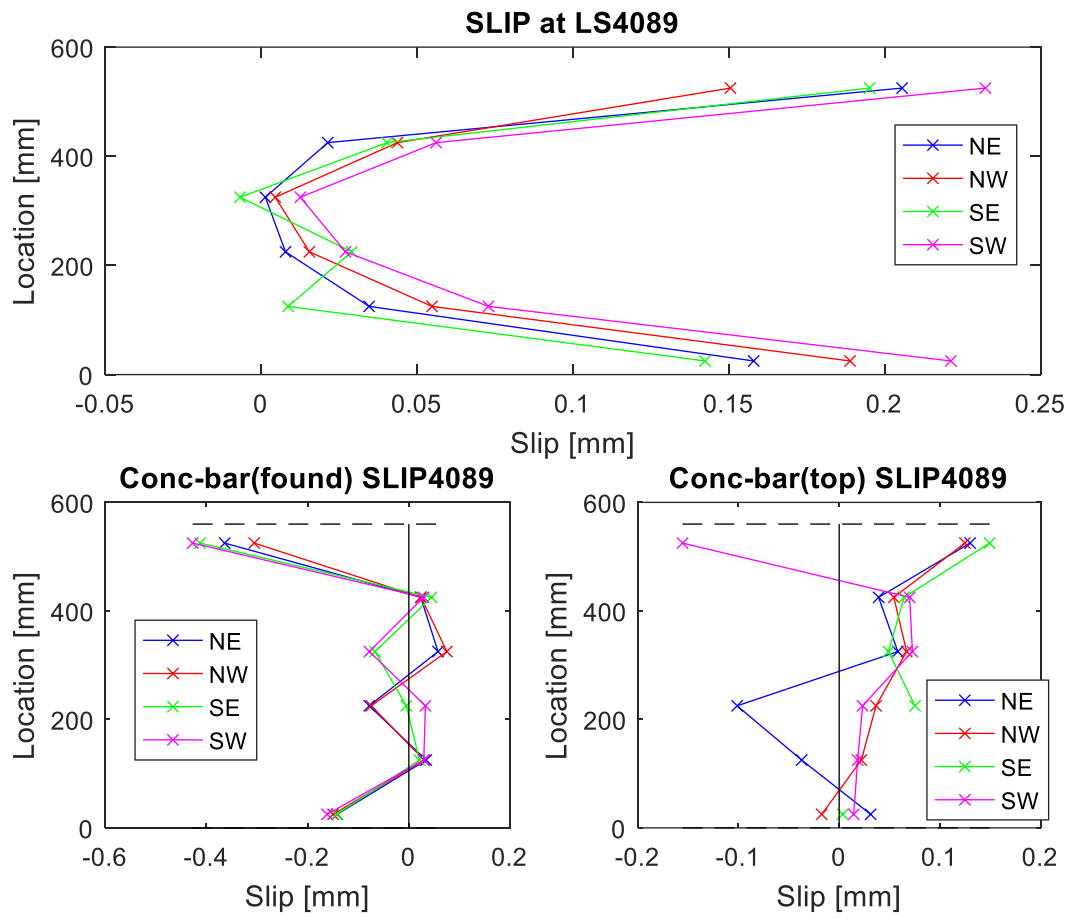 SLIP at LS4089
600
400
200
0
Location [mm]
-0.05
0
0.05
0.1
0.15
0.2
0.25
Slip [mm]
NE
NW
SE
SW
Conc-bar(found) SLIP4089
600
400
200
0
Location [mm]
-0.6
-0.4
-0.2
0
0.2
Slip [mm]
NE
NW
SE
SW
Conc-bar(top) SLIP4089
600
400
200
0
Location [mm]
-0.2
-0.1
0
0.1
0.2
Slip [mm]
NE
NW
SE
SW